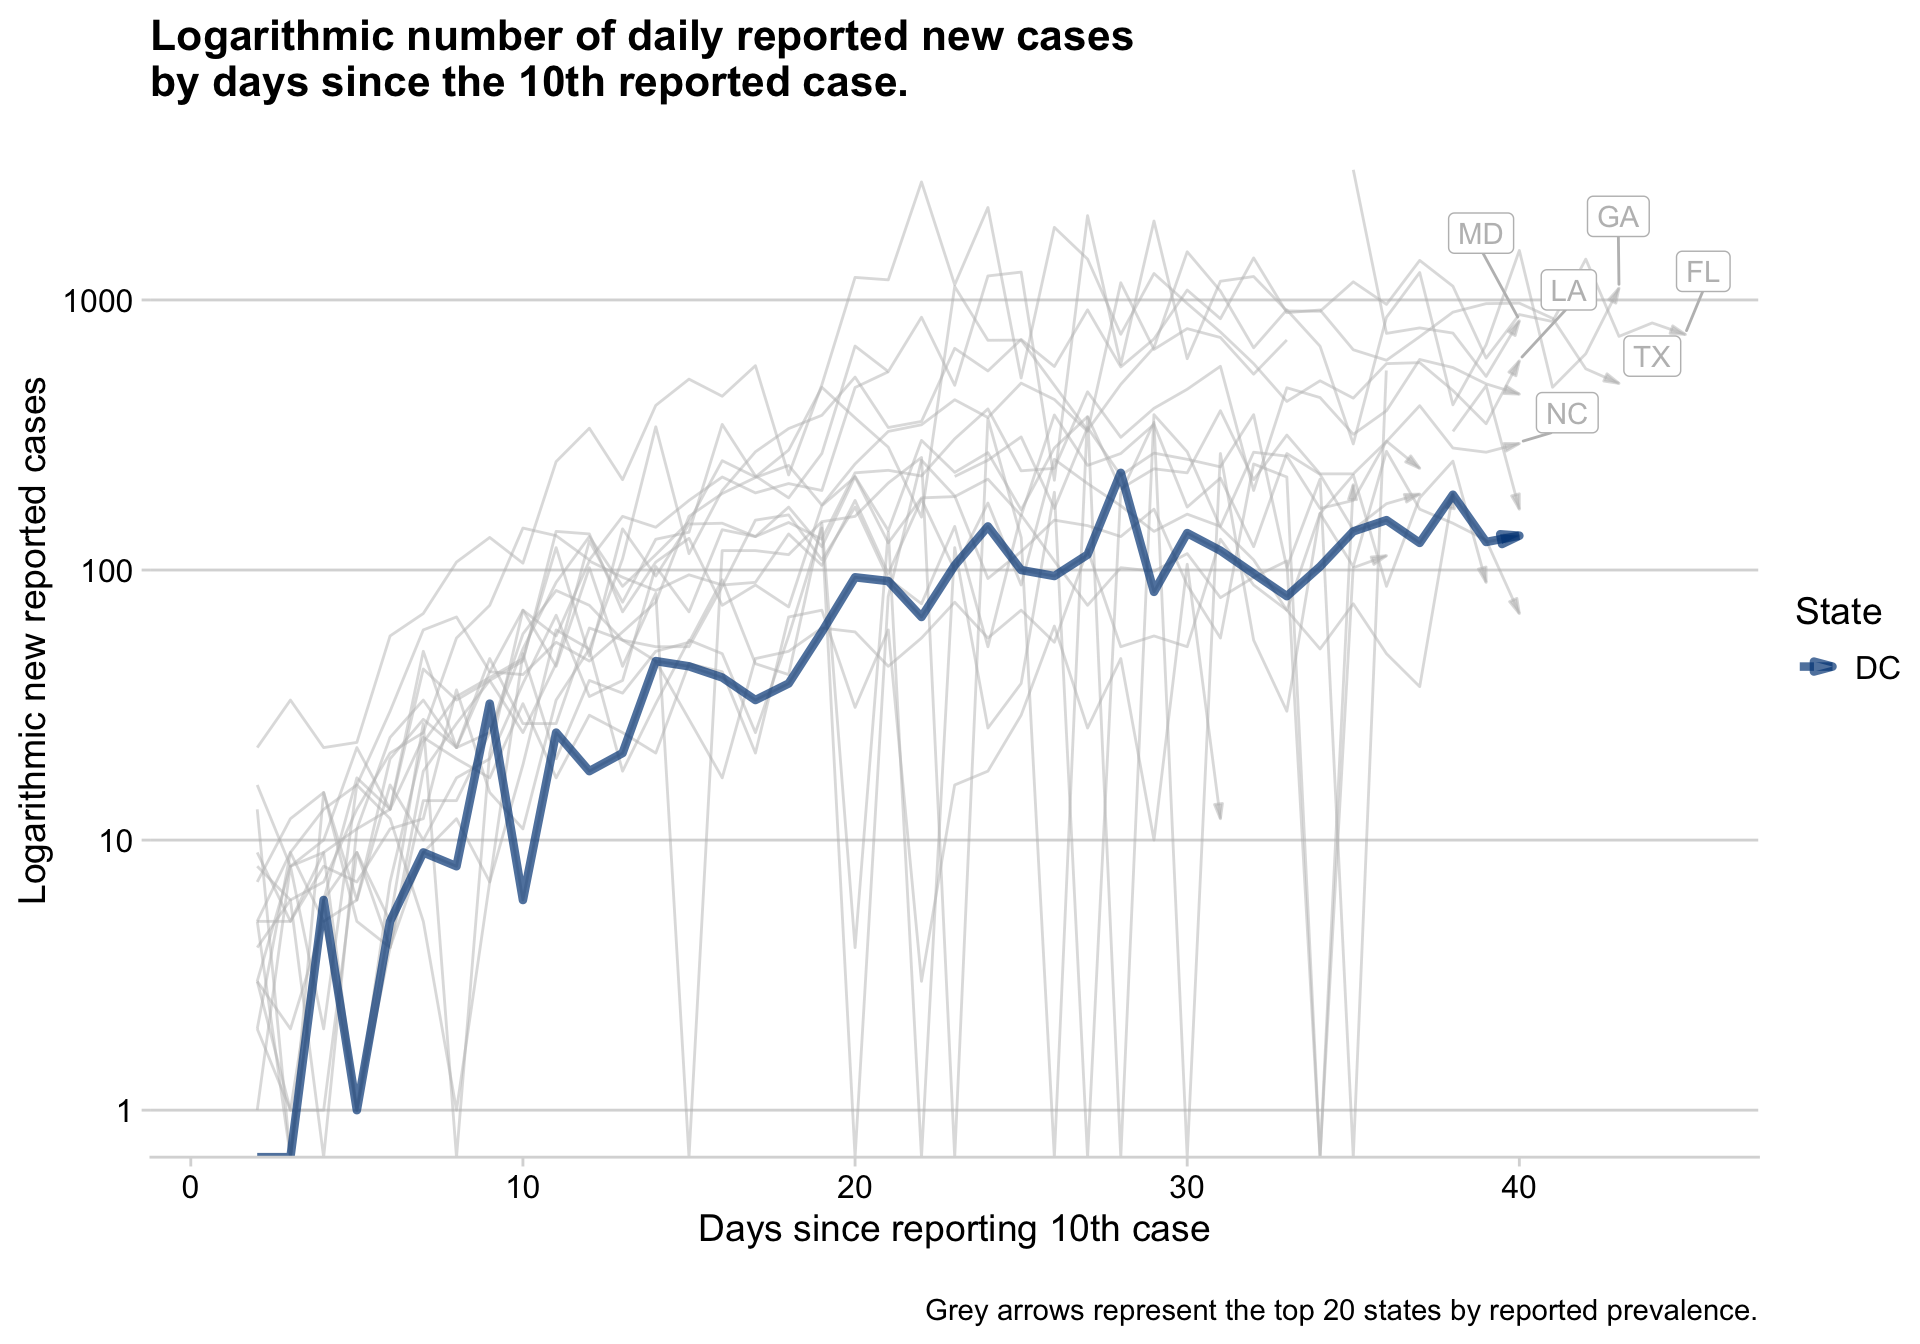 Logarithmic number of daily reported new cases
by days since the 10th reported case.
Logarithmic new reported cases
1000
100
10
1
MD
GA
LA
FL
TX
NC
State
DC
0
10
20
30
40
Days since reporting 10th case
Grey arrows represent the top 20 states by reported prevalence.